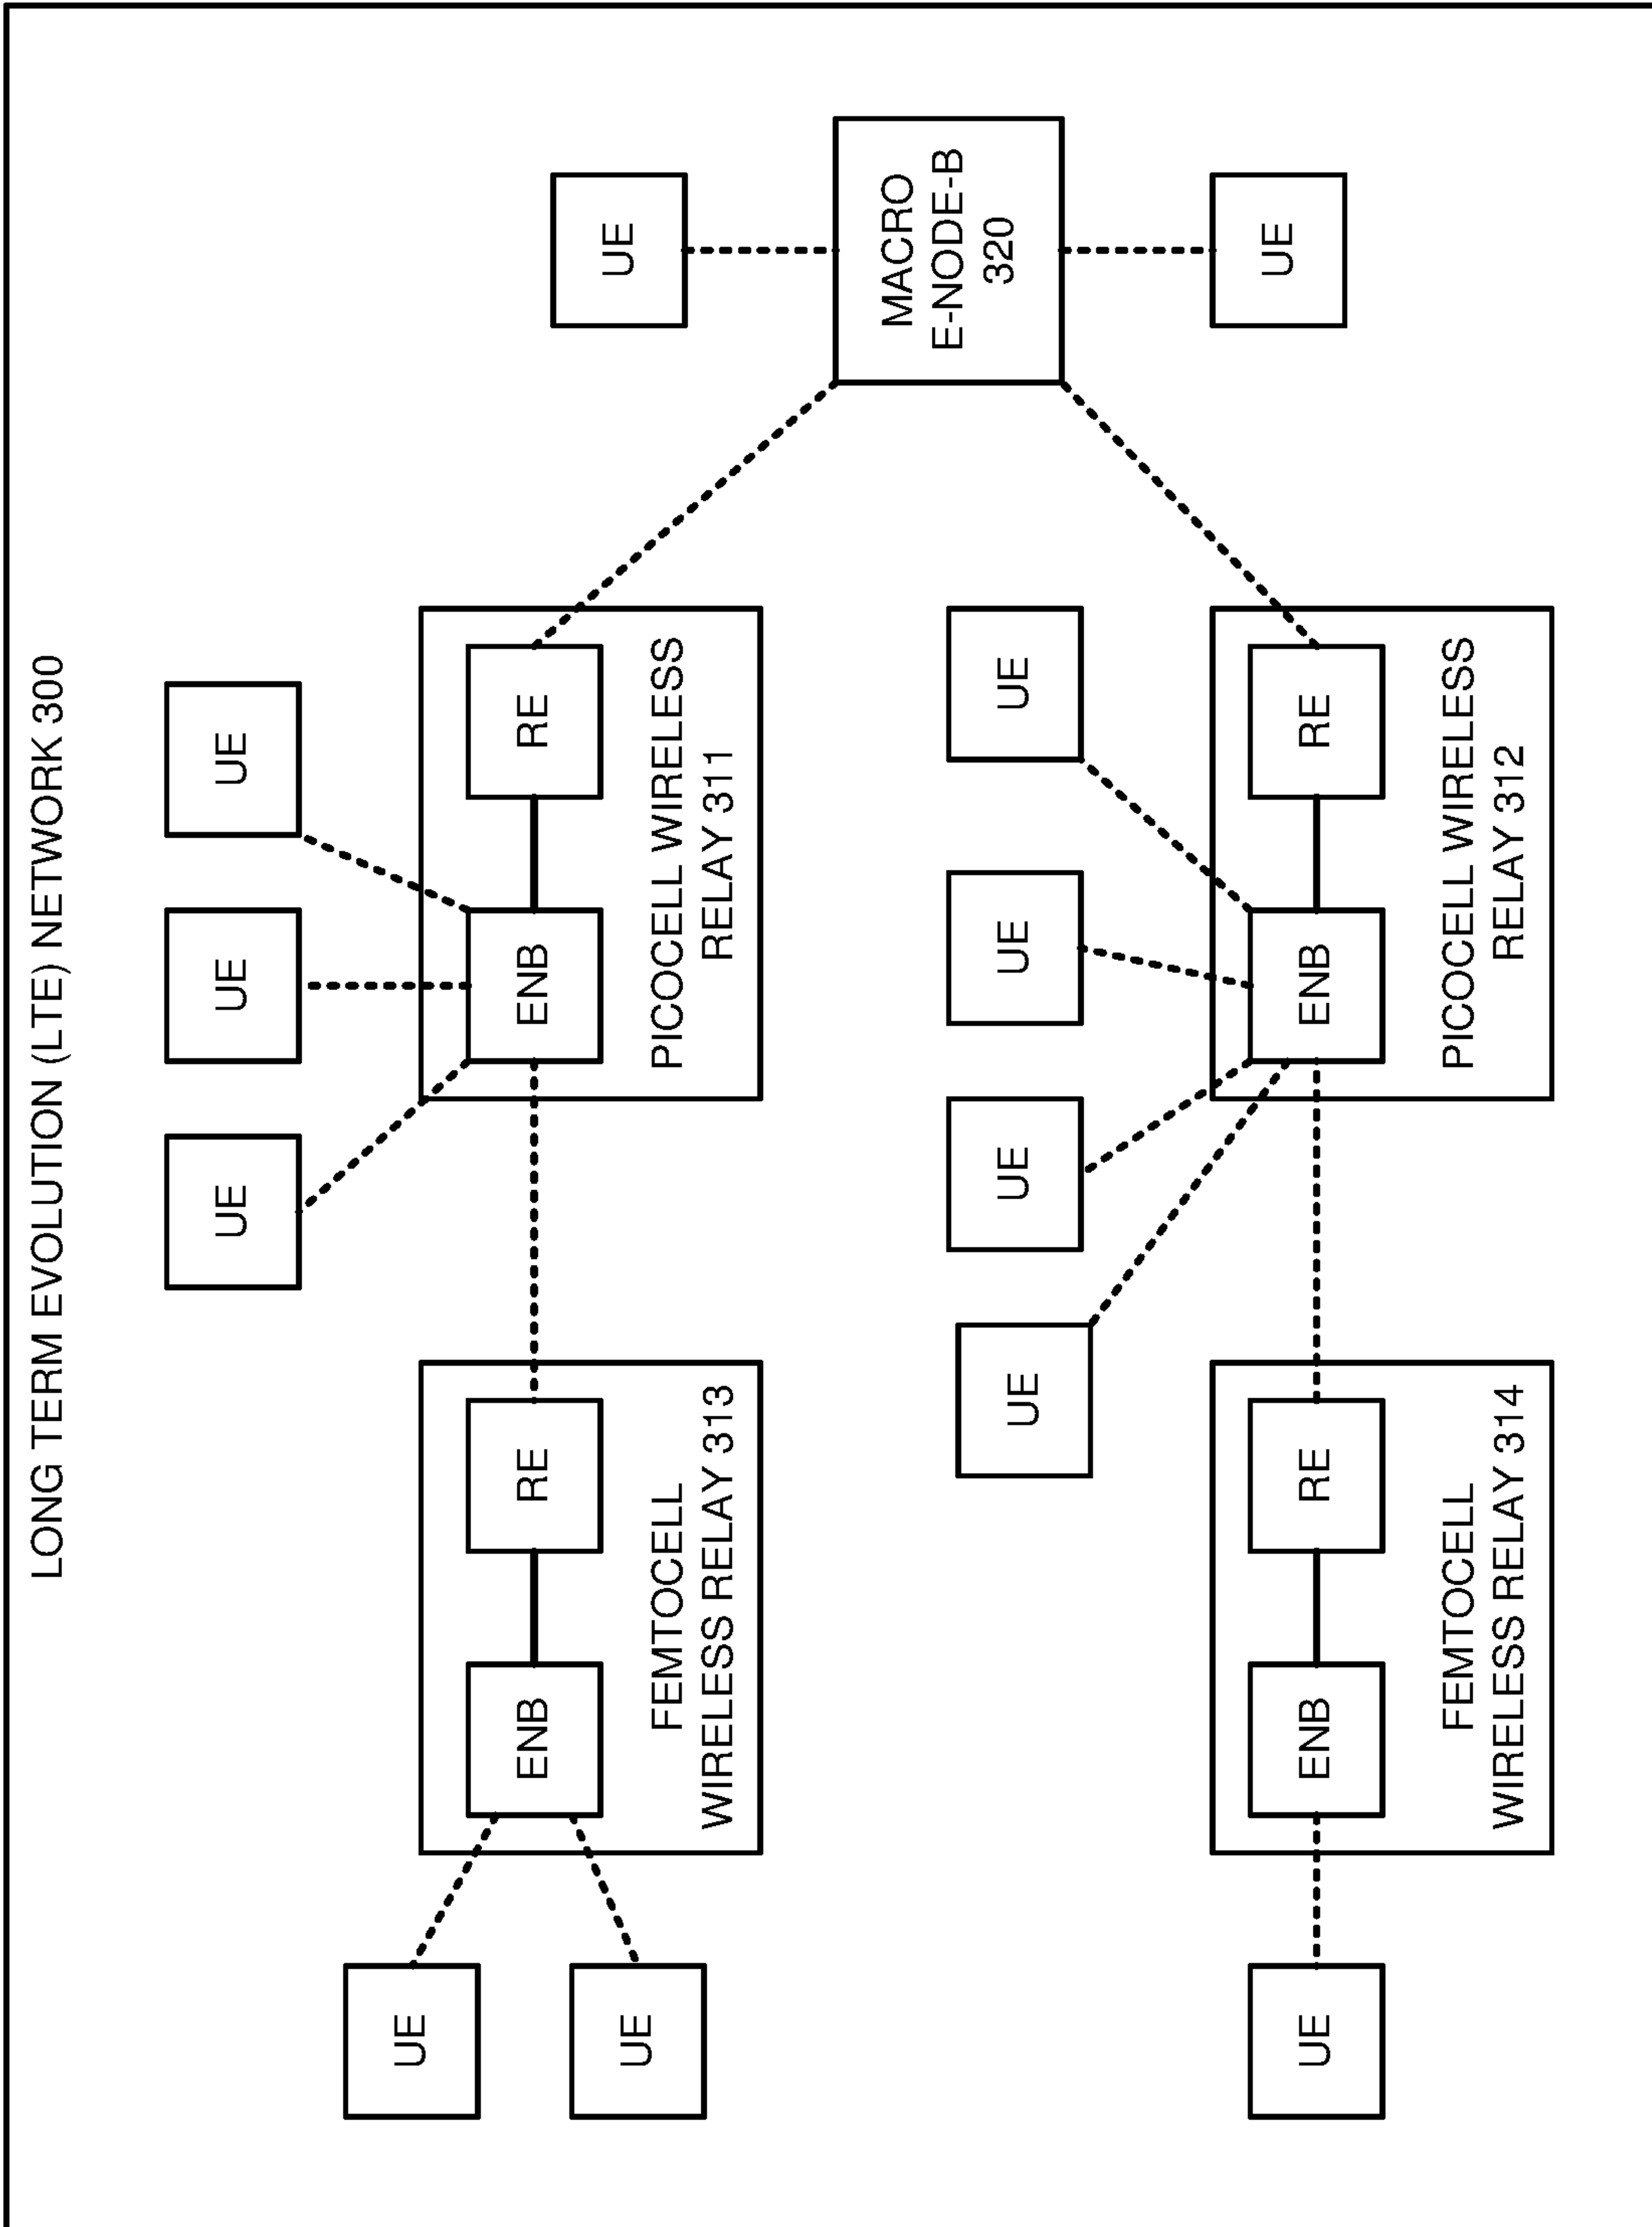 LONG TERM EVOLUTION (LTE) NETWORK 300
UE
UE
UE
UE
UE
ENB
RE
FEMTOCELL
WIRELESS RELAY 313
ENB
RE
PICOCELL WIRELESS
RELAY 311
UE
MACRO
E-NODE-B
320
UE
UE
UE
UE
UE
UE
ENB
RE
FEMTOCELL
WIRELESS RELAY 314
ENB
RE
PICOCELL WIRELESS
RELAY 312